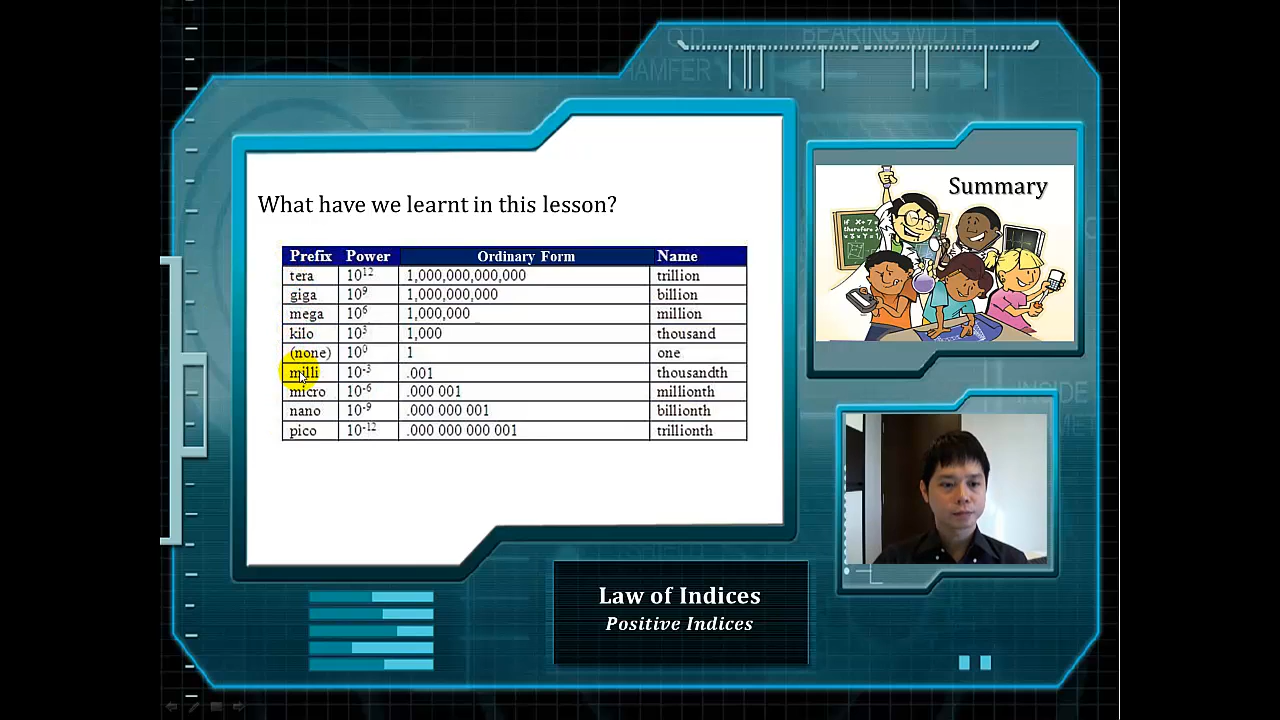 What have we learnt in this lesson?
Prefix Power Ordinary Form Name
tera 10¹² 1,000,000,000,000 trillion
giga 10⁹ 1,000,000,000 billion
mega 10⁶ 1,000,000 million
kilo 10³ 1,000 thousand
(none) 10⁰ 1 one
milli 10⁻³ .001 thousandth
micro 10⁻⁶ .000 001 millionth
nano 10⁻⁹ .000 000 001 billionth
pico 10⁻¹² .000 000 000 001 trillionth
Summary
Law of Indices
Positive Indices
BEARING WIDTH
HAMFER
INSIDE